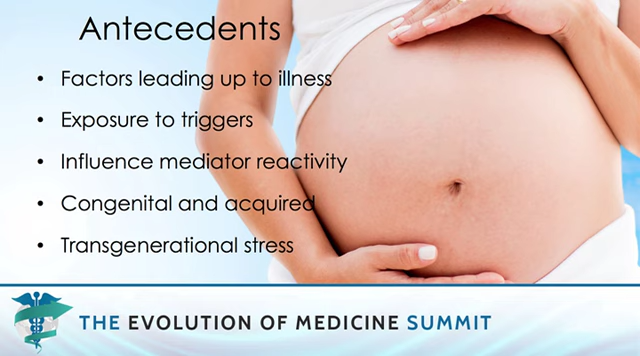 Antecedents
• Factors leading up to illness
• Exposure to triggers
• Influence mediator reactivity
• Congenital and acquired
• Transgenerational stress
THE EVOLUTION OF MEDICINE SUMMIT